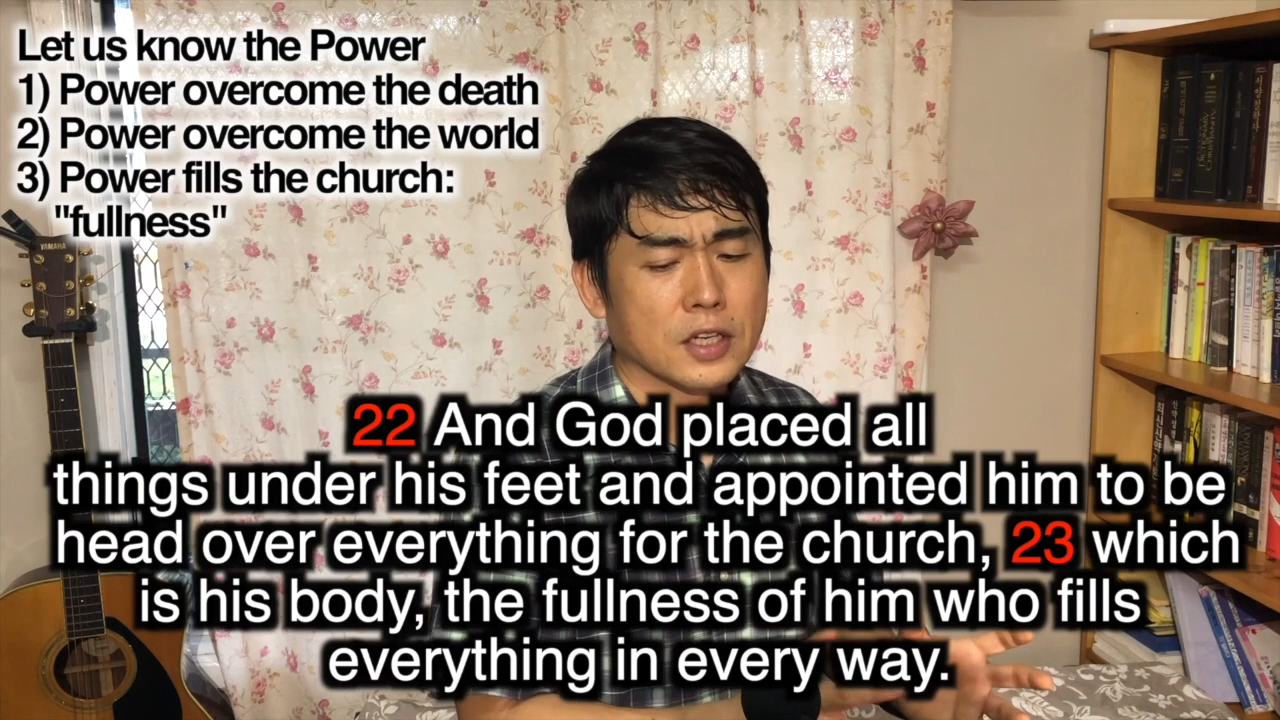 Let us know the Power
1) Power overcome the death
2) Power overcome the world
3) Power fills the church:
"fullness"
YAMAHA
22 And God placed all
things under his feet and appointed him to be
head over everything for the church, 23 which
is his body, the fullness of him who fills
everything in every way.